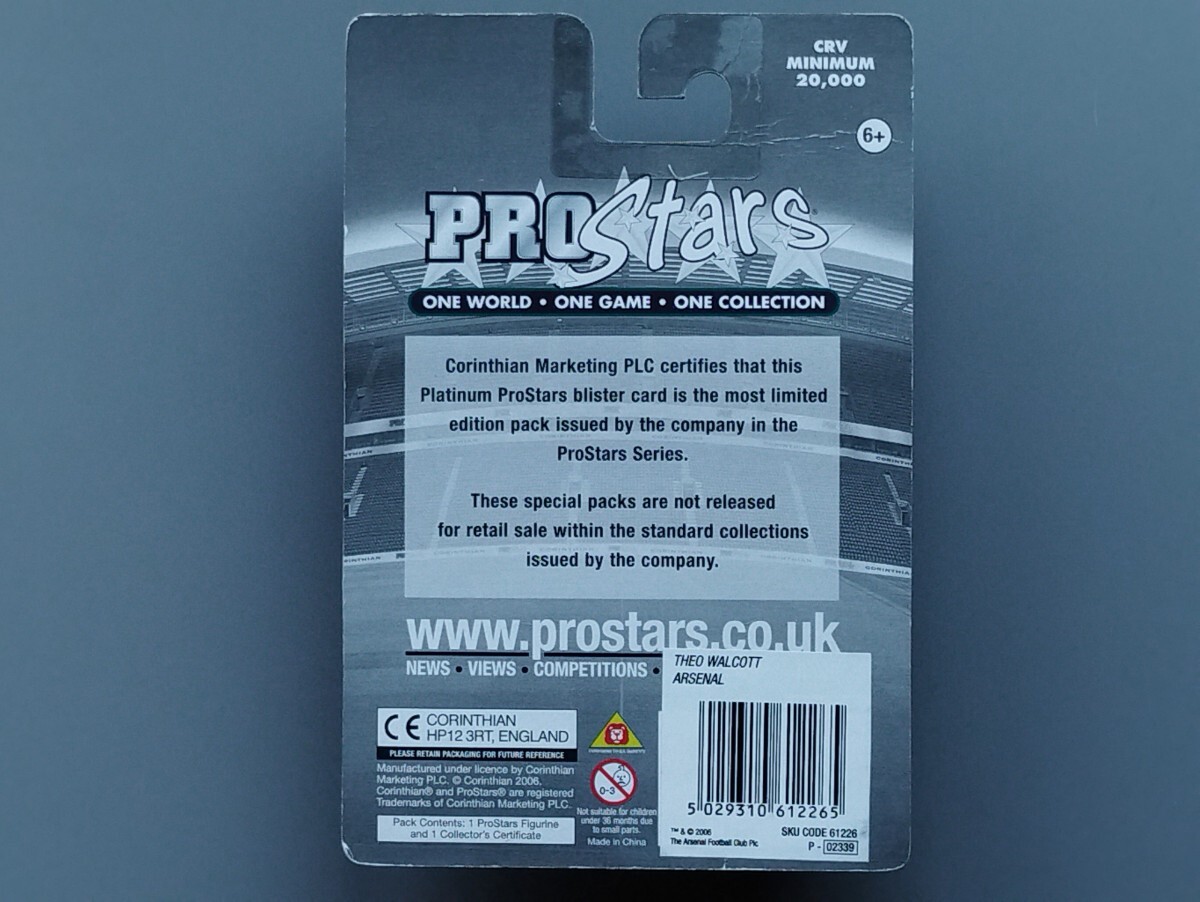 CRV
MINIMUM
20,000
6+
PROStars®
ONE WORLD • ONE GAME • ONE COLLECTION
Corinthian Marketing PLC certifies that this
Platinum ProStars blister card is the most limited
edition pack issued by the company in the
ProStars Series.
These special packs are not released
for retail sale within the standard collections
issued by the company.
www.prostars.co.uk
NEWS • VIEWS • COMPETITIONS •
THEO WALCOTT
ARSENAL
CE CORINTHIAN
HP12 3RT, ENGLAND
PLEASE RETAIN PACKAGING FOR FUTURE REFERENCE
Manufactured under licence by Corinthian
Marketing PLC. © Corinthian 2006.
Corinthian® and ProStars® are registered
Trademarks of Corinthian Marketing PLC.
Pack Contents: 1 ProStars Figurine
and 1 Collector's Certificate
0-3
Not suitable for children
under 36 months due
to small parts.
Made in China
5 029310 612265
™ & © 2006
The Arsenal Football Club Plc
SKU CODE 61226
P - 02339